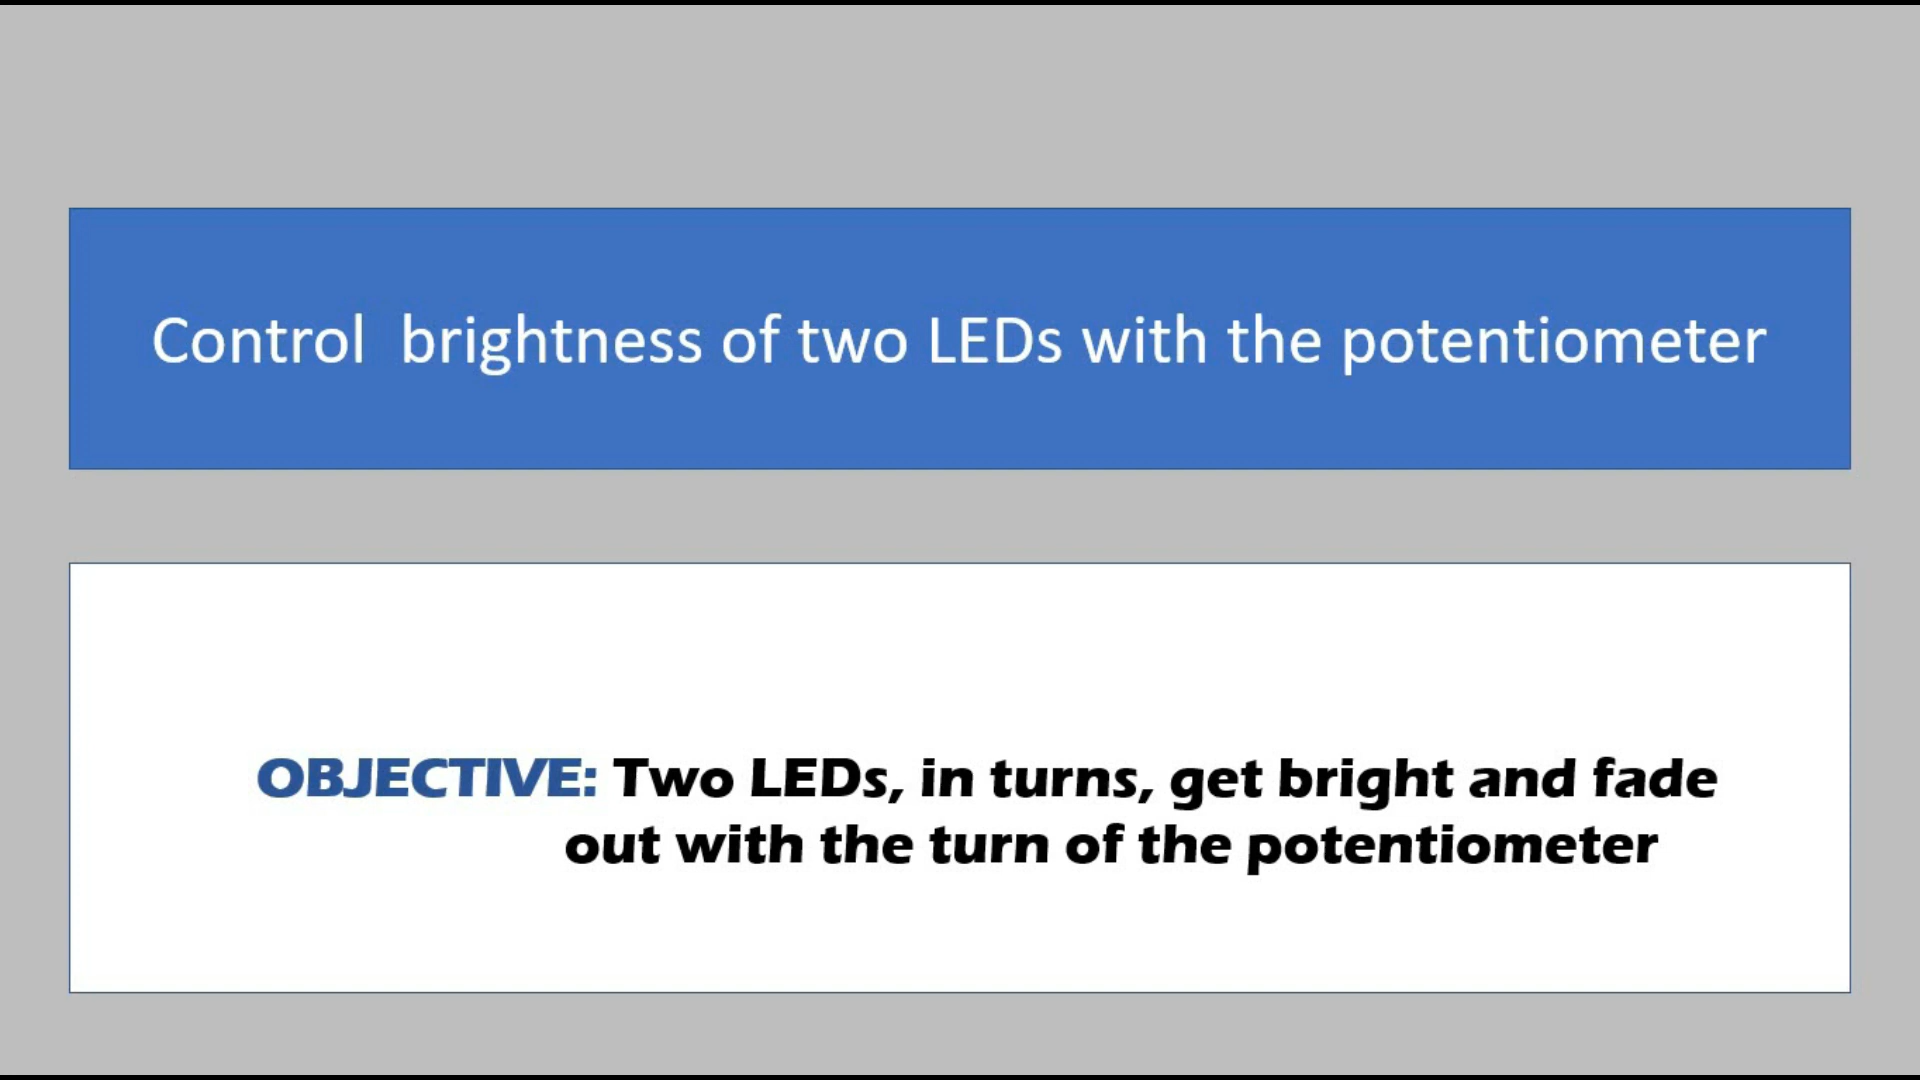 Control  brightness of two LEDs with the potentiometer
OBJECTIVE: Two LEDs, in turns, get bright and fade
out with the turn of the potentiometer